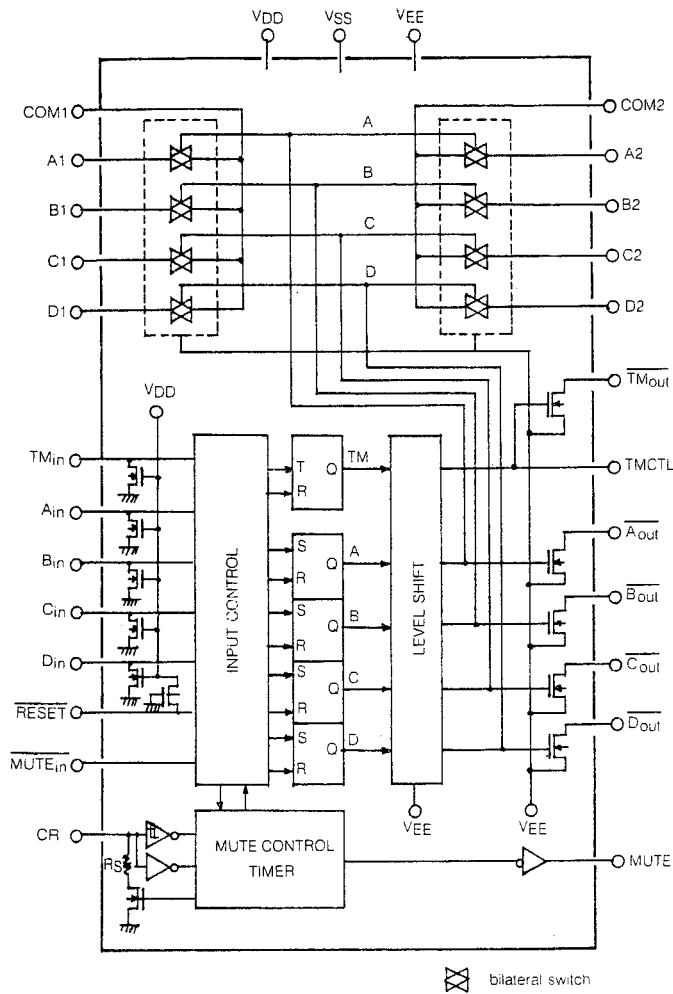 VDD VSS VEE
COM1 COM2
A
A1 A2
B
B1 B2
C
C1 C2
D
D1 D2
VDD
TMout
TMin T Q TM TMCTL
R
Ain
Aout
S A
Bin Q
R
Bout
INPUT CONTROL
LEVEL SHIFT
Cin S B
Q
R
Cout
Din S C
Q
RESET R
Dout
S D
Q
MUTEin R
VEE VEE
CR
MUTE CONTROL
TIMER
MUTE
RS
bilateral switch